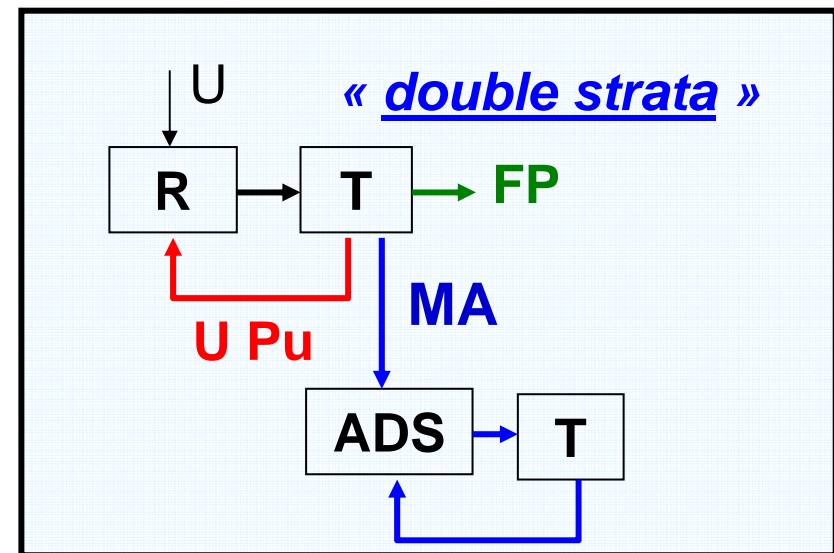 U
« double strata »
R
T
FP
MA
U Pu
ADS
T